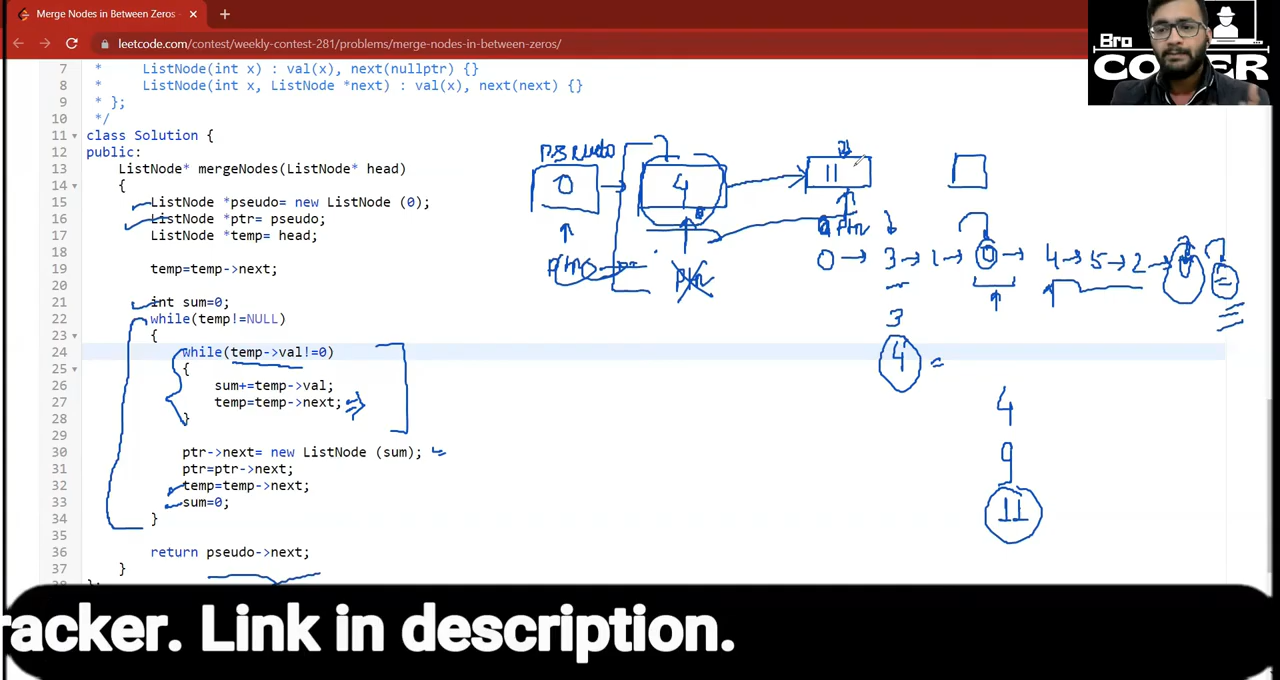 Merge Nodes in Between Zeros
leetcode.com/contest/weekly-contest-281/problems/merge-nodes-in-between-zeros/
Bro
CODER
7 * ListNode(int x) : val(x), next(nullptr) {}
8 * ListNode(int x, ListNode *next) : val(x), next(next) {}
9 * };
10 */
11 class Solution {
12 public:
13 ListNode* mergeNodes(ListNode* head)
14 {
15 ListNode *pseudo= new ListNode (0);
16 ListNode *ptr= pseudo;
17 ListNode *temp= head;
18
19 temp=temp->next;
20
21 int sum=0;
22 while(temp!=NULL)
23 {
24 while(temp->val!=0)
25 {
26 sum+=temp->val;
27 temp=temp->next;
28 }
29
30 ptr->next= new ListNode (sum);
31 ptr=ptr->next;
32 temp=temp->next;
33 sum=0;
34 }
35
36 return pseudo->next;
37 }
pseudo
0 4 11
ptr ptr ptr
0 → 3 → 1 → 0 → 4 → 5 → 2 → 0
3
4 =
4
9
11
racker. Link in description.